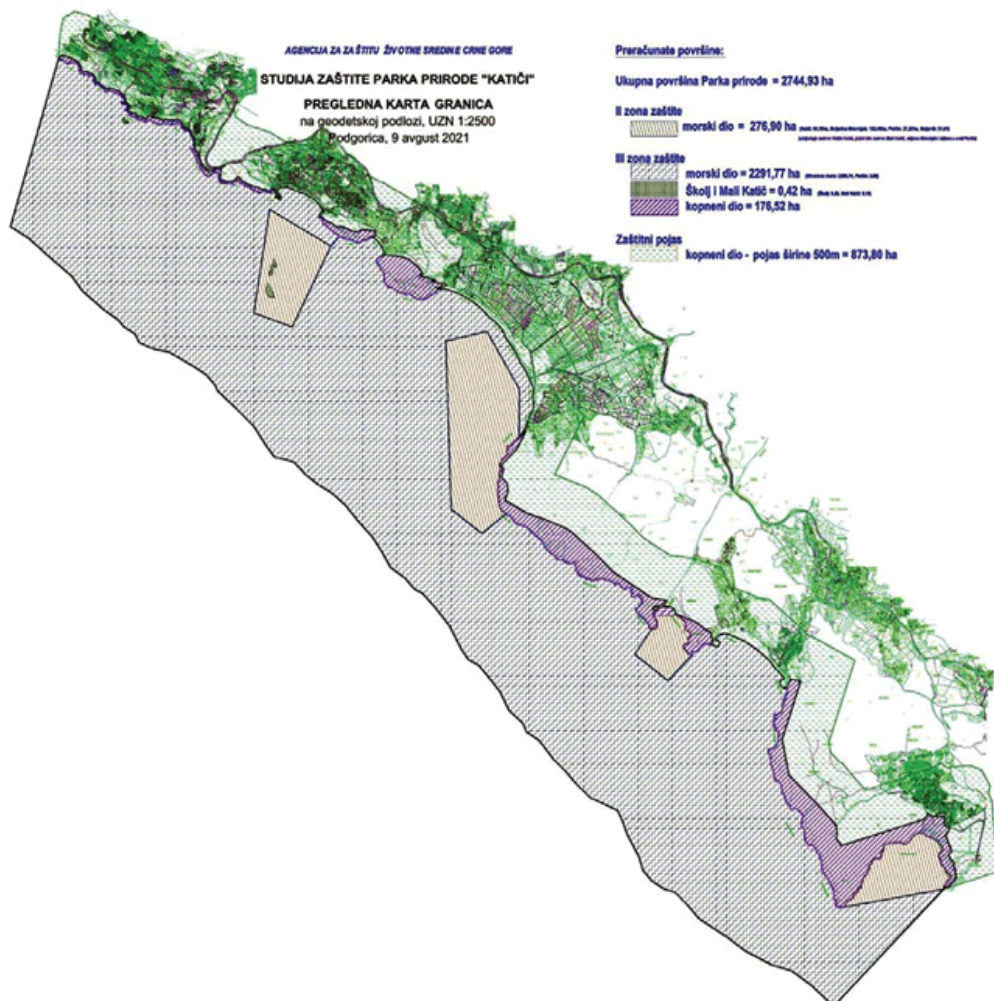 AGENCIJA ZA ZAŠTITU ŽIVOTNE SREDINE CRNE GORE
STUDIJA ZAŠTITE PARKA PRIRODE "KATIČI"
PREGLEDNA KARTA GRANICA
na geodetskoj podlozi, UZN 1:2500
Podgorica, 9 avgust 2021
Preračunate površine:
Ukupna površina Parka prirode = 2744,93 ha
II zona zaštite
morski dio = 276,90 ha
III zona zaštite
morski dio = 2291,77 ha
Školj i Mali Katič = 0,42 ha
kopneni dio = 176,52 ha
Zaštitni pojas
kopneni dio - pojas širine 500m = 873,80 ha